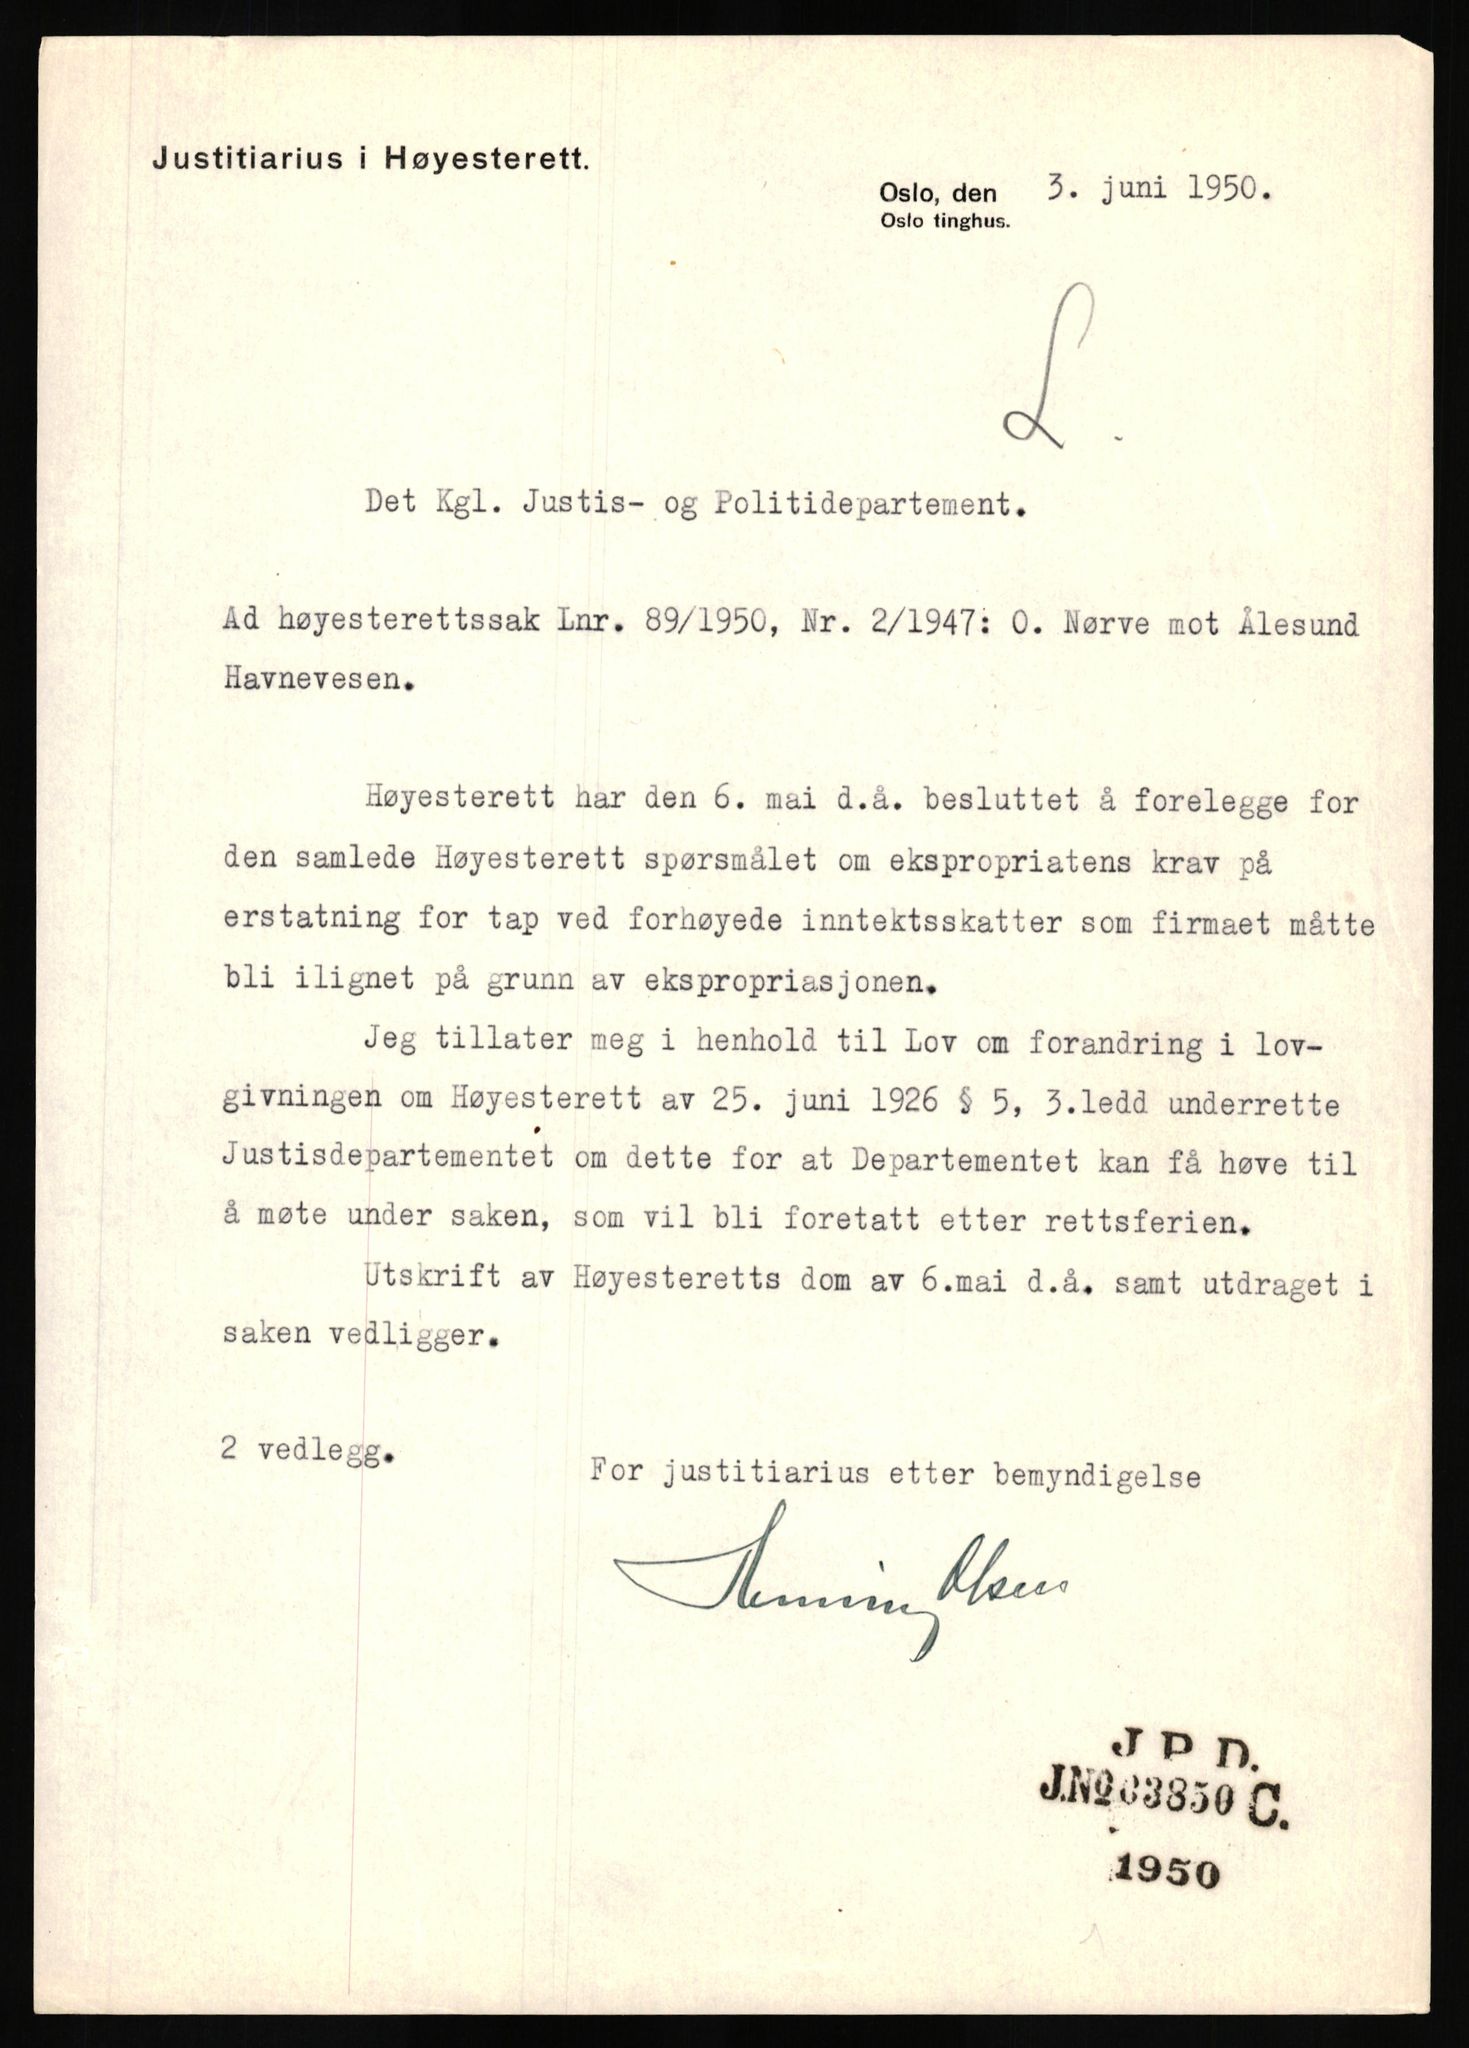 Justitiarius i Høyesterett.
Oslo, den 3. juni 1950.
Oslo tinghus.
L.
Det Kgl. Justis- og Politidepartement.
Ad høyesterettssak Lnr. 89/1950, Nr. 2/1947: O. Nørve mot Ålesund
Havnevesen.
Høyesterett har den 6. mai d.å. besluttet å forelegge for
den samlede Høyesterett spørsmålet om ekspropriatens krav på
erstatning for tap ved forhøyede inntektsskatter som firmaet måtte
bli ilignet på grunn av ekspropriasjonen.
Jeg tillater meg i henhold til Lov om forandring i lov-
givningen om Høyesterett av 25. juni 1926 § 5, 3.ledd underrette
Justisdepartementet om dette for at Departementet kan få høve til
å møte under saken, som vil bli foretatt etter rettsferien.
Utskrift av Høyesteretts dom av 6.mai d.å. samt utdraget i
saken vedligger.
2 vedlegg.
For justitiarius etter bemyndigelse
Henning Olsen
J P D.
J.No 03850 C.
1950